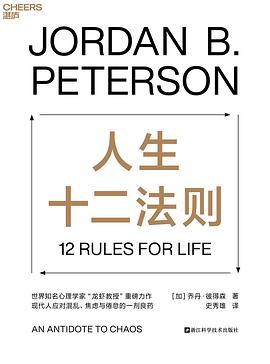 CHEERS
湛庐
JORDAN B.
PETERSON
人生
十二法则
12 RULES FOR LIFE
世界知名心理学家“龙虾教授”重磅力作
现代人应对混乱、焦虑与倦怠的一剂良药
[加] 乔丹·彼得森 著
史秀雄 译
AN ANTIDOTE TO CHAOS
浙江科学技术出版社